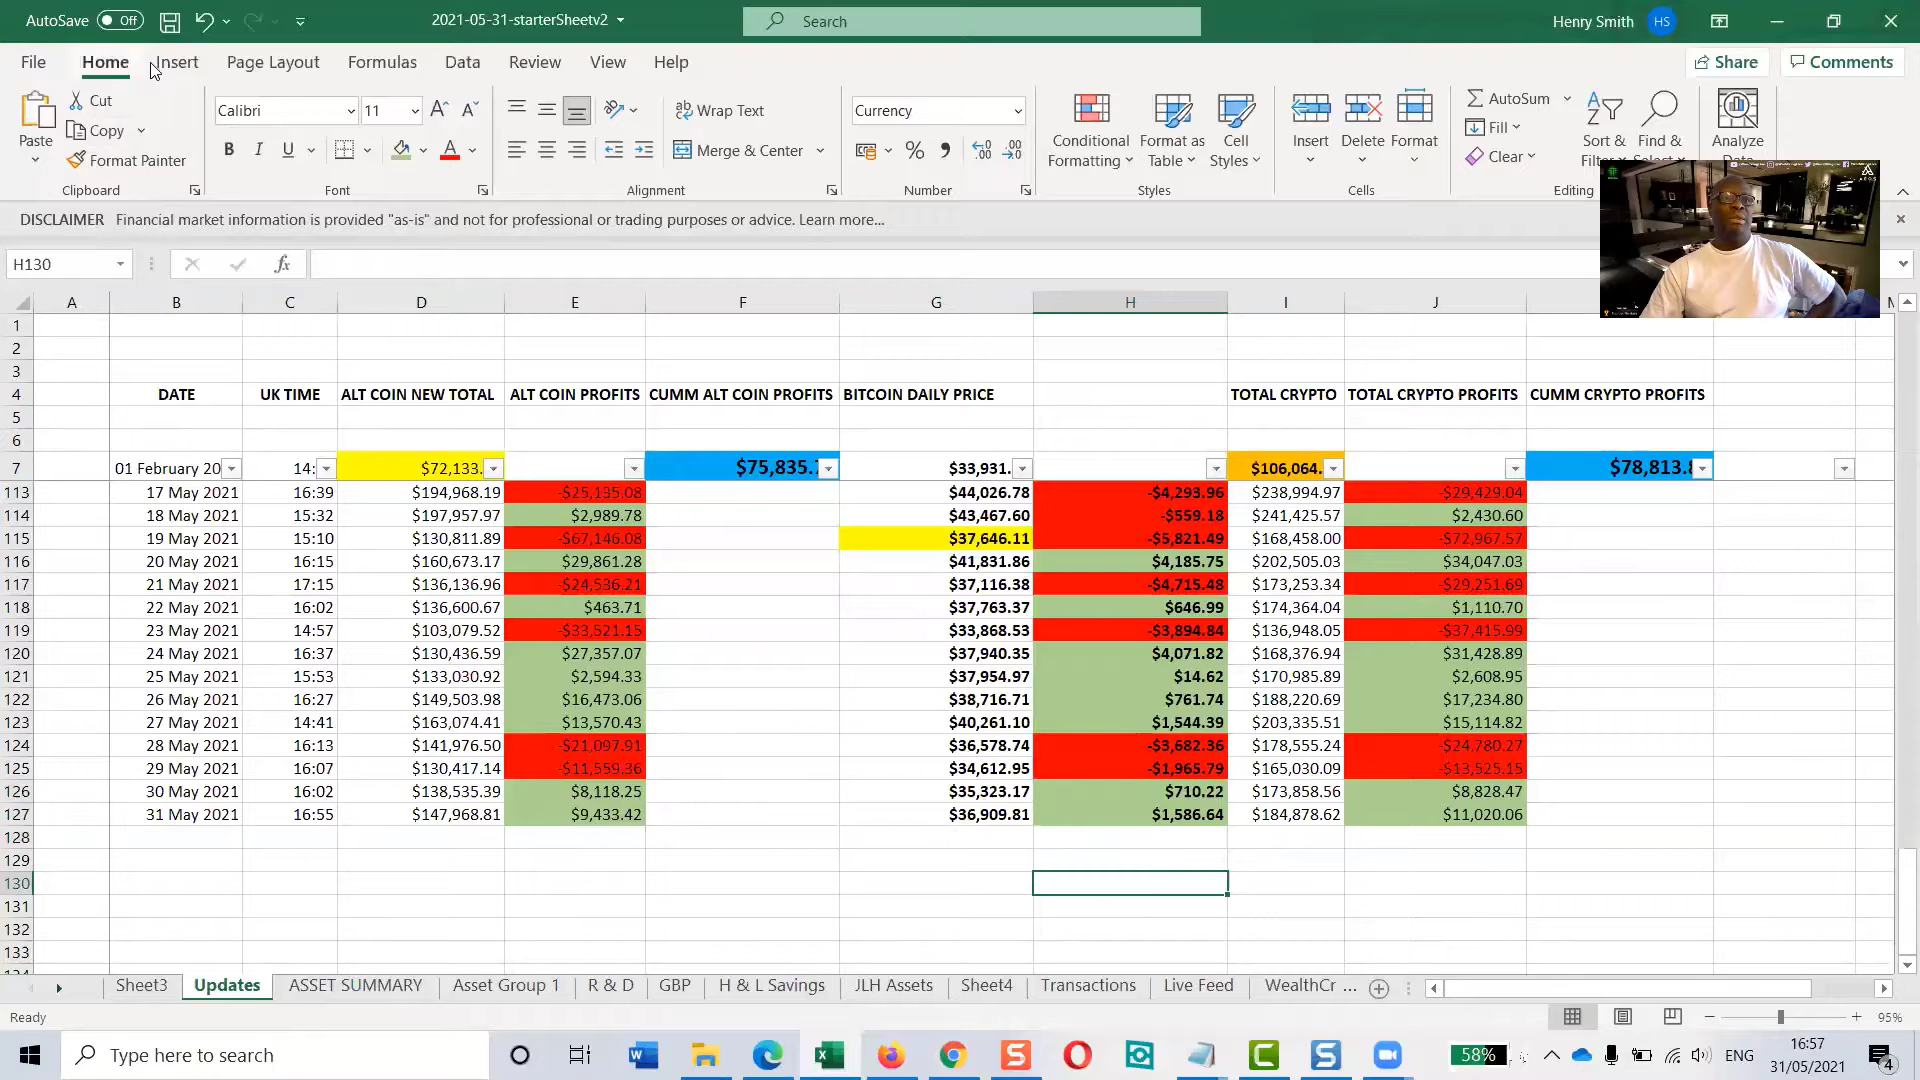 AutoSave Off 2021-05-31-starterSheetv2 Search Henry Smith HS
File Home Insert Page Layout Formulas Data Review View Help Share Comments
Cut Copy Format Painter Paste Clipboard
Calibri 11 B I U A Font
Wrap Text Merge & Center Alignment
Currency % Number
Conditional Formatting Format as Table Cell Styles Styles
Insert Delete Format Cells
AutoSum Fill Clear Sort & Find & Editing Analyze
DISCLAIMER Financial market information is provided "as-is" and not for professional or trading purposes or advice. Learn more...
H130 fx
A B C D E F G H I J
1
2
3
4 DATE UK TIME ALT COIN NEW TOTAL ALT COIN PROFITS CUMM ALT COIN PROFITS BITCOIN DAILY PRICE TOTAL CRYPTO TOTAL CRYPTO PROFITS CUMM CRYPTO PROFITS
5
6
7 01 February 20 14: $72,133. $75,835. $33,931. $106,064. $78,813.
113 17 May 2021 16:39 $194,968.19 -$25,135.08 $44,026.78 -$4,293.96 $238,994.97 -$29,429.04
114 18 May 2021 15:32 $197,957.97 $2,989.78 $43,467.60 -$559.18 $241,425.57 $2,430.60
115 19 May 2021 15:10 $130,811.89 -$67,146.08 $37,646.11 -$5,821.49 $168,458.00 -$72,967.57
116 20 May 2021 16:15 $160,673.17 $29,861.28 $41,831.86 $4,185.75 $202,505.03 $34,047.03
117 21 May 2021 17:15 $136,136.96 -$24,536.21 $37,116.38 -$4,715.48 $173,253.34 -$29,251.69
118 22 May 2021 16:02 $136,600.67 $463.71 $37,763.37 $646.99 $174,364.04 $1,110.70
119 23 May 2021 14:57 $103,079.52 -$33,521.15 $33,868.53 -$3,894.84 $136,948.05 -$37,415.99
120 24 May 2021 16:37 $130,436.59 $27,357.07 $37,940.35 $4,071.82 $168,376.94 $31,428.89
121 25 May 2021 15:53 $133,030.92 $2,594.33 $37,954.97 $14.62 $170,985.89 $2,608.95
122 26 May 2021 16:27 $149,503.98 $16,473.06 $38,716.71 $761.74 $188,220.69 $17,234.80
123 27 May 2021 14:41 $163,074.41 $13,570.43 $40,261.10 $1,544.39 $203,335.51 $15,114.82
124 28 May 2021 16:13 $141,976.50 -$21,097.91 $36,578.74 -$3,682.36 $178,555.24 -$24,780.27
125 29 May 2021 16:07 $130,417.14 -$11,559.36 $34,612.95 -$1,965.79 $165,030.09 -$13,525.15
126 30 May 2021 16:02 $138,535.39 $8,118.25 $35,323.17 $710.22 $173,858.56 $8,828.47
127 31 May 2021 16:55 $147,968.81 $9,433.42 $36,909.81 $1,586.64 $184,878.62 $11,020.06
128
129
130
131
132
133
Sheet3 Updates ASSET SUMMARY Asset Group 1 R & D GBP H & L Savings JLH Assets Sheet4 Transactions Live Feed WealthCr ...
Ready 95%
Type here to search 58% ENG 16:57
31/05/2021 4